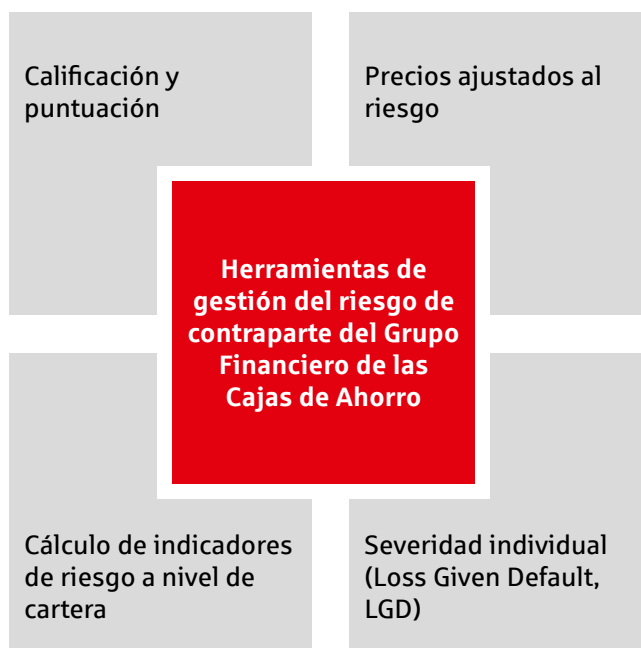 Calificación y
puntuación
Precios ajustados al
riesgo
Herramientas de
gestión del riesgo de
contraparte del Grupo
Financiero de las
Cajas de Ahorro
Cálculo de indicadores
de riesgo a nivel de
cartera
Severidad individual
(Loss Given Default,
LGD)